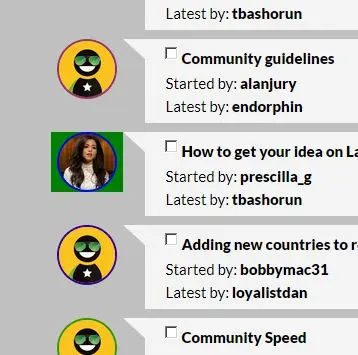 Latest by: tbashorun
Community guidelines
Started by: alanjury
Latest by: endorphin
How to get your idea on
Started by: prescilla_g
Latest by: tbashorun
Adding new countries to
Started by: bobbymac31
Latest by: loyalistdan
Community Speed